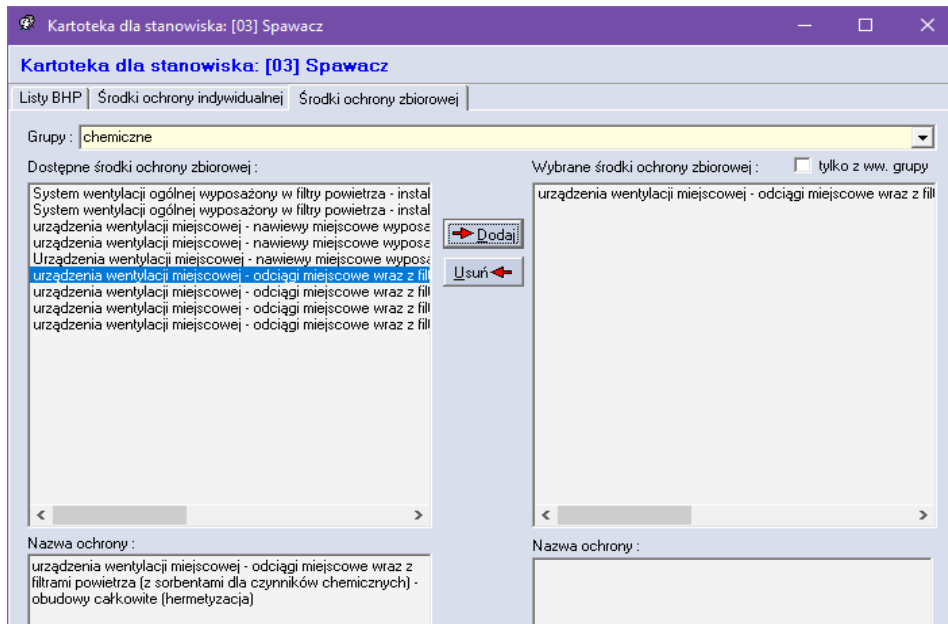 Kartoteka dla stanowiska: [03] Spawacz
Kartoteka dla stanowiska: [03] Spawacz
Listy BHP Środki ochrony indywidualnej Środki ochrony zbiorowej
Grupy : chemiczne
Dostępne środki ochrony zbiorowej :
System wentylacji ogólnej wyposażony w filtry powietrza - instal
System wentylacji ogólnej wyposażony w filtry powietrza - instal
urządzenia wentylacji miejscowej - nawiewy miejscowe wyposa
urządzenia wentylacji miejscowej - nawiewy miejscowe wyposa
Urządzenia wentylacji miejscowej - nawiewy miejscowe wyposa
urządzenia wentylacji miejscowej - odciągi miejscowe wraz z filt
urządzenia wentylacji miejscowej - odciągi miejscowe wraz z filt
urządzenia wentylacji miejscowej - odciągi miejscowe wraz z filt
urządzenia wentylacji miejscowej - odciągi miejscowe wraz z filt
Dodaj
Usuń
Wybrane środki ochrony zbiorowej : tylko z ww. grupy
urządzenia wentylacji miejscowej - odciągi miejscowe wraz z filt
Nazwa ochrony :
urządzenia wentylacji miejscowej - odciągi miejscowe wraz z
filtrami powietrza (z sorbentami dla czynników chemicznych) -
obudowy całkowite (hermetyzacja)
Nazwa ochrony :